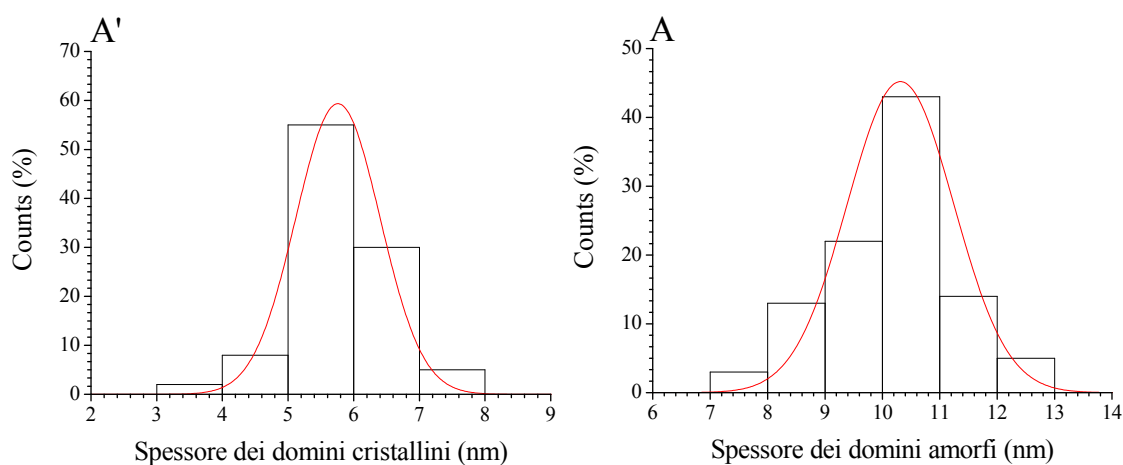 A'
Counts (%)
70
60
50
40
30
20
10
0
2 3 4 5 6 7 8 9
Spessore dei domini cristallini (nm)
A
Counts (%)
50
40
30
20
10
0
6 7 8 9 10 11 12 13 14
Spessore dei domini amorfi (nm)